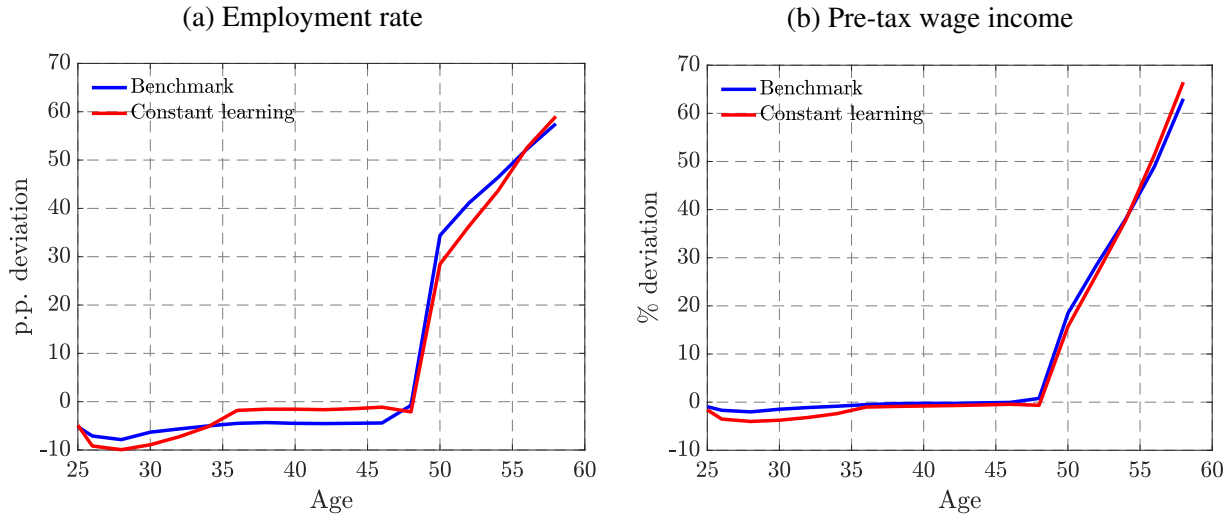 (a) Employment rate
70
60
50
40
30
20
10
0
-10
p.p. deviation
Benchmark
Constant learning
25 30 35 40 45 50 55 60
Age
(b) Pre-tax wage income
70
60
50
40
30
20
10
0
-10
% deviation
Benchmark
Constant learning
25 30 35 40 45 50 55 60
Age